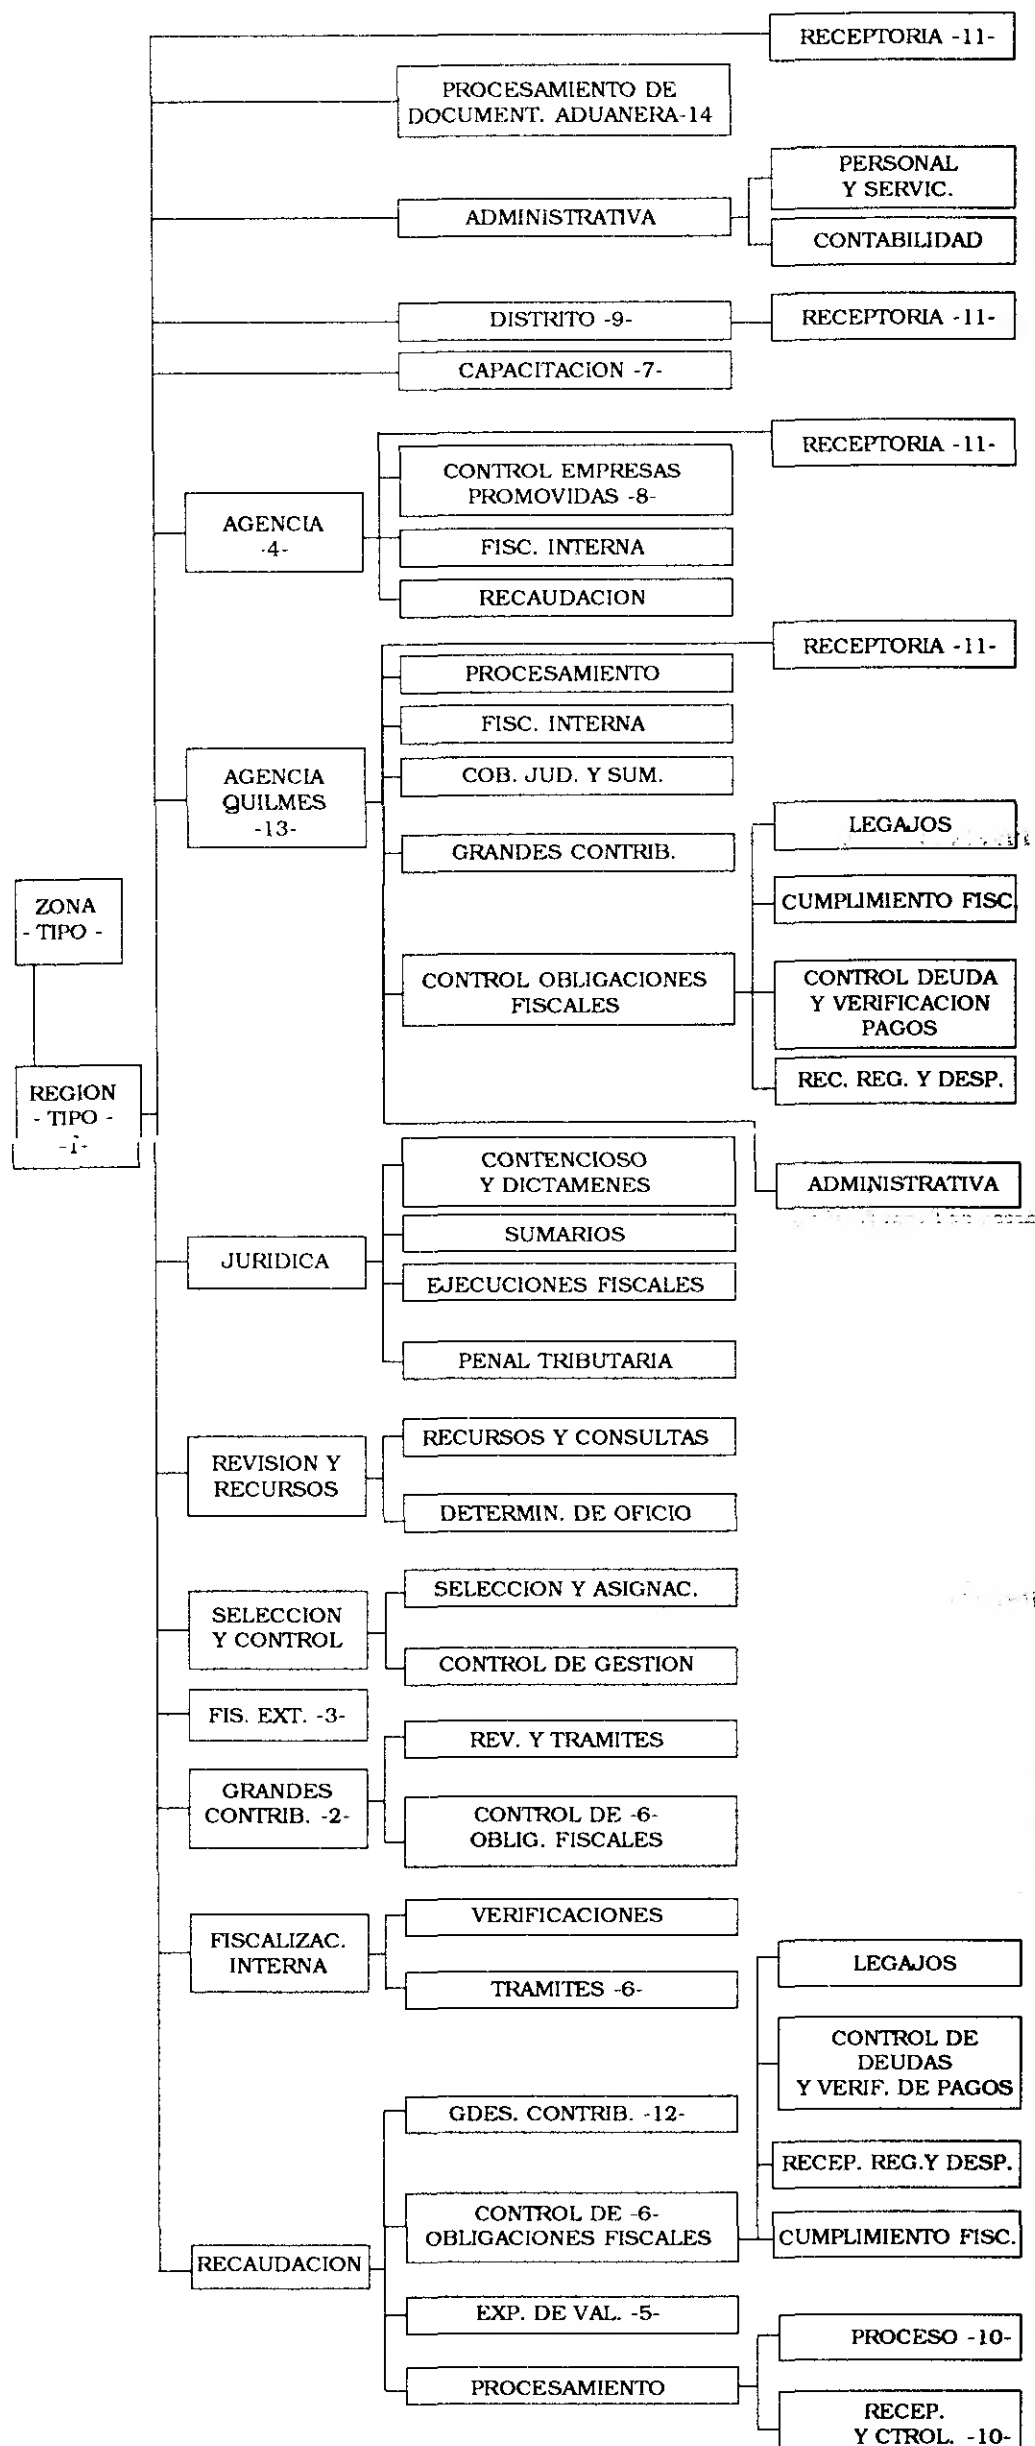 RECEPTORIA -11-
PROCESAMIENTO DE
DOCUMENT. ADUANERA-14
PERSONAL
Y SERVIC.
ADMINISTRATIVA
CONTABILIDAD
DISTRITO -9-
RECEPTORIA -11-
CAPACITACION -7-
RECEPTORIA -11-
CONTROL EMPRESAS
PROMOVIDAS -8-
AGENCIA
-4-
FISC. INTERNA
RECAUDACION
RECEPTORIA -11-
PROCESAMIENTO
FISC. INTERNA
AGENCIA
QUILMES
-13-
COB. JUD. Y SUM.
GRANDES CONTRIB.
LEGAJOS
CUMPLIMIENTO FISC.
CONTROL OBLIGACIONES
FISCALES
CONTROL DEUDA
Y VERIFICACION
PAGOS
REC. REG. Y DESP.
ZONA
- TIPO -
REGION
- TIPO -
-1-
ADMINISTRATIVA
CONTENCIOSO
Y DICTAMENES
SUMARIOS
JURIDICA
EJECUCIONES FISCALES
PENAL TRIBUTARIA
RECURSOS Y CONSULTAS
REVISION Y
RECURSOS
DETERMIN. DE OFICIO
SELECCION Y ASIGNAC.
SELECCION
Y CONTROL
CONTROL DE GESTION
FIS. EXT. -3-
REV. Y TRAMITES
GRANDES
CONTRIB. -2-
CONTROL DE -6-
OBLIG. FISCALES
VERIFICACIONES
FISCALIZAC.
INTERNA
TRAMITES -6-
LEGAJOS
CONTROL DE
DEUDAS
Y VERIF. DE PAGOS
GDES. CONTRIB. -12-
RECEP. REG.Y DESP.
CONTROL DE -6-
OBLIGACIONES FISCALES
CUMPLIMIENTO FISC.
RECAUDACION
EXP. DE VAL. -5-
PROCESO -10-
PROCESAMIENTO
RECEP.
Y CTROL. -10-